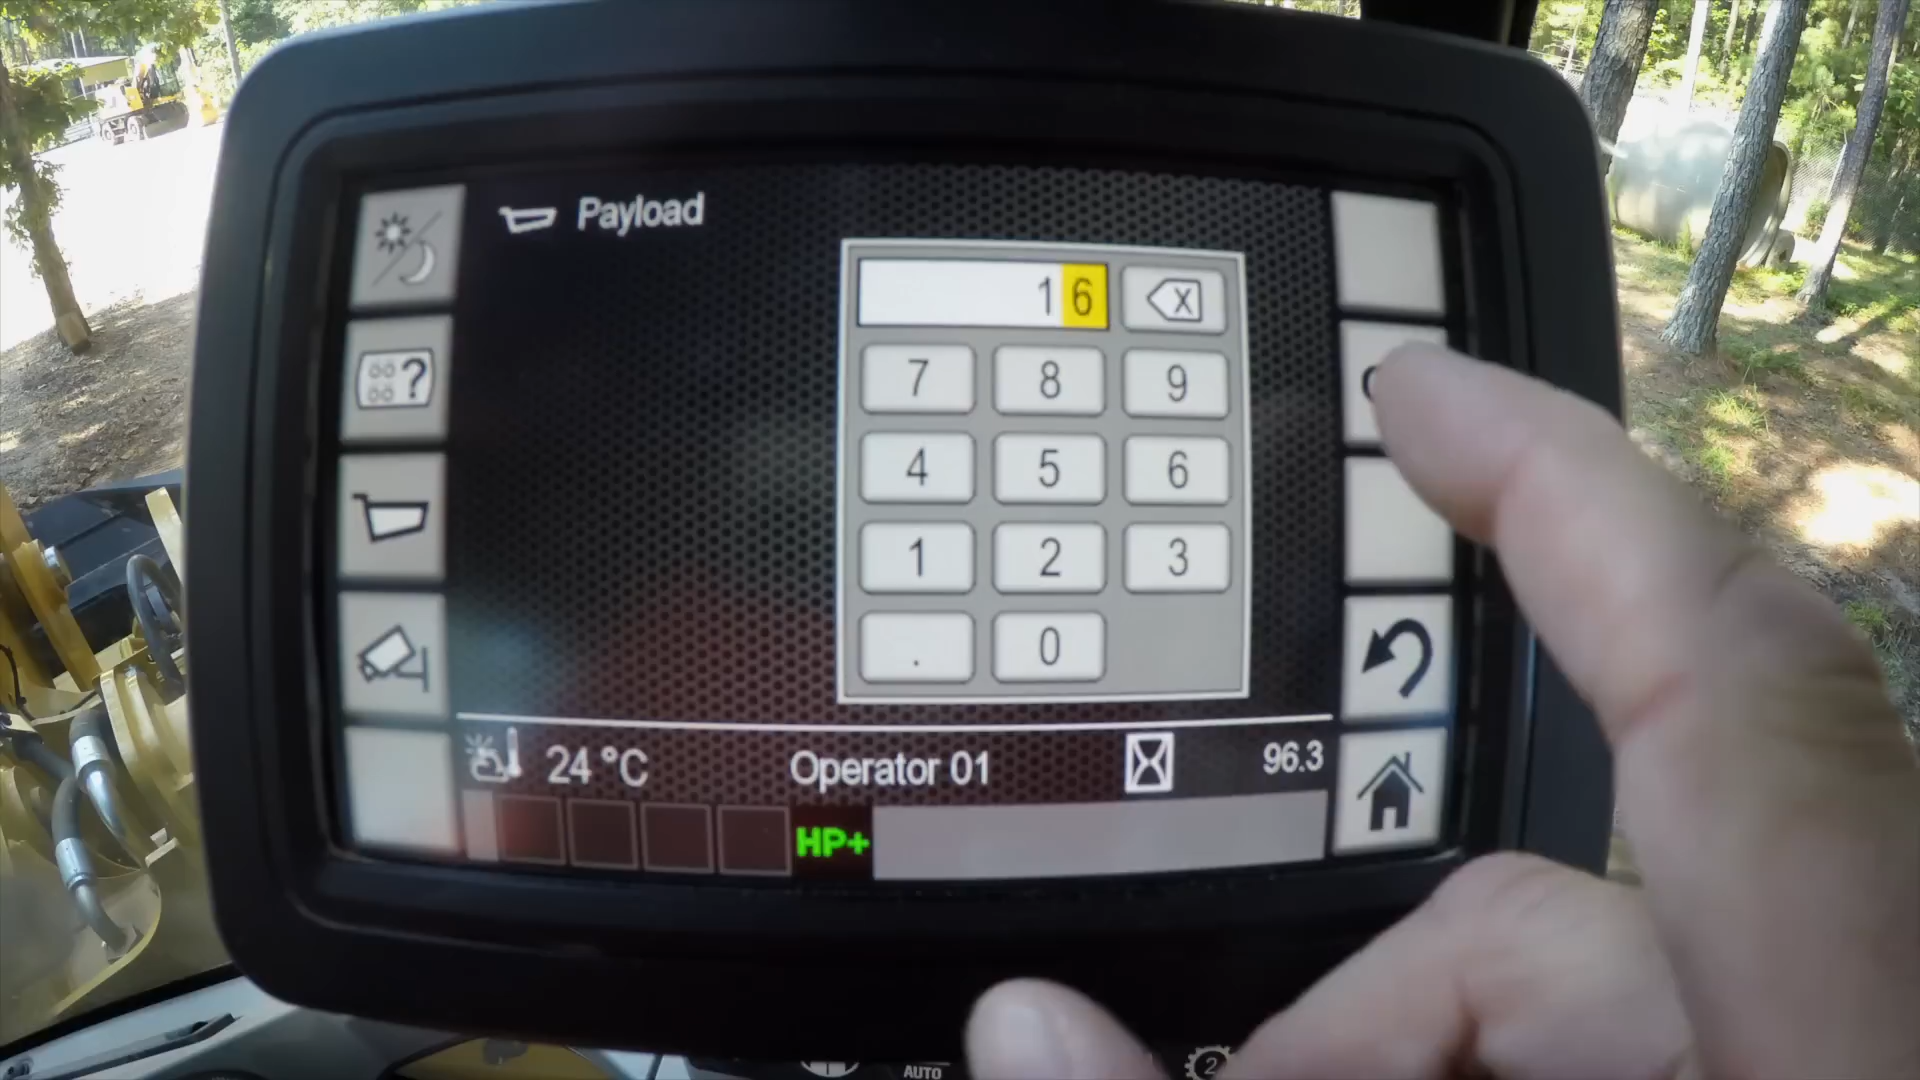 Payload
16
X
7 8 9
?
4 5 6
1 2 3
. 0
24 °C Operator 01 96.3
HP+
AUTO 2